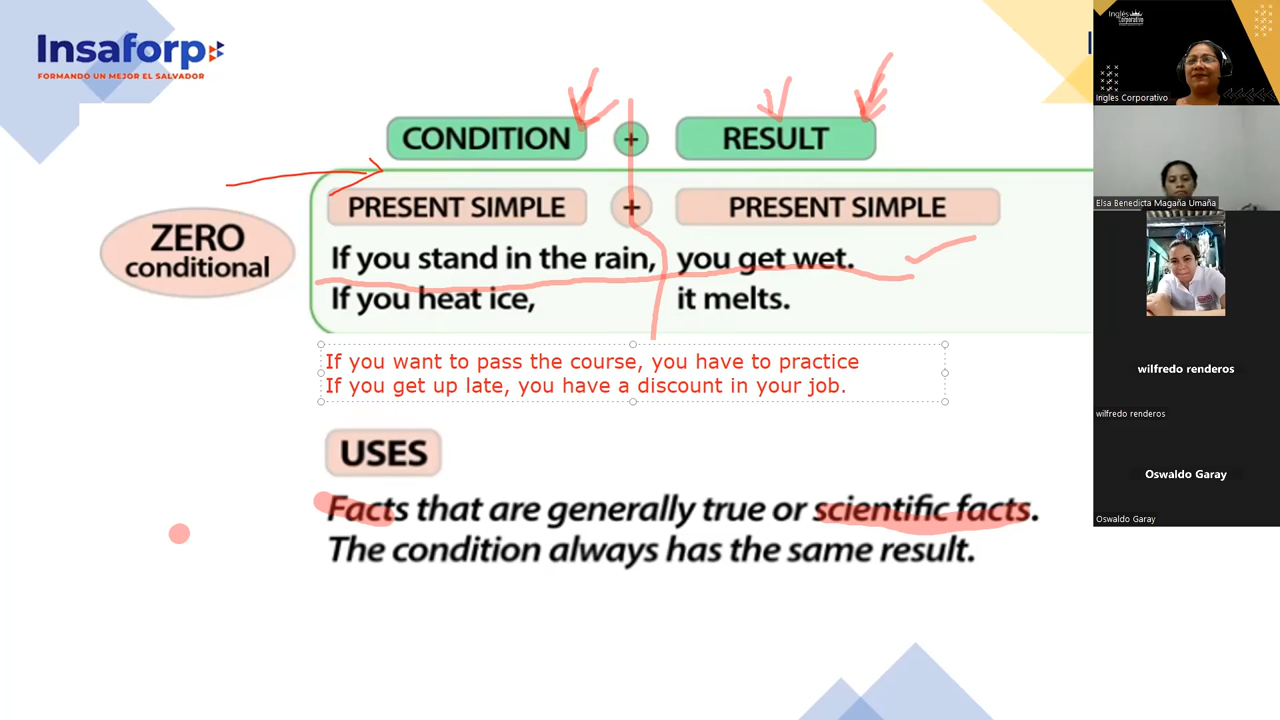 Insaforp
FORMANDO UN MEJOR EL SALVADOR
CONDITION + RESULT
PRESENT SIMPLE + PRESENT SIMPLE
ZERO
conditional
If you stand in the rain, you get wet.
If you heat ice, it melts.
If you want to pass the course, you have to practice
If you get up late, you have a discount in your job.
USES
Facts that are generally true or scientific facts.
The condition always has the same result.
Inglés
Corporativo
Ingles Corporativo
Elsa Benedicta Magaña Umaña
wilfredo renderos
wilfredo renderos
Oswaldo Garay
Oswaldo Garay